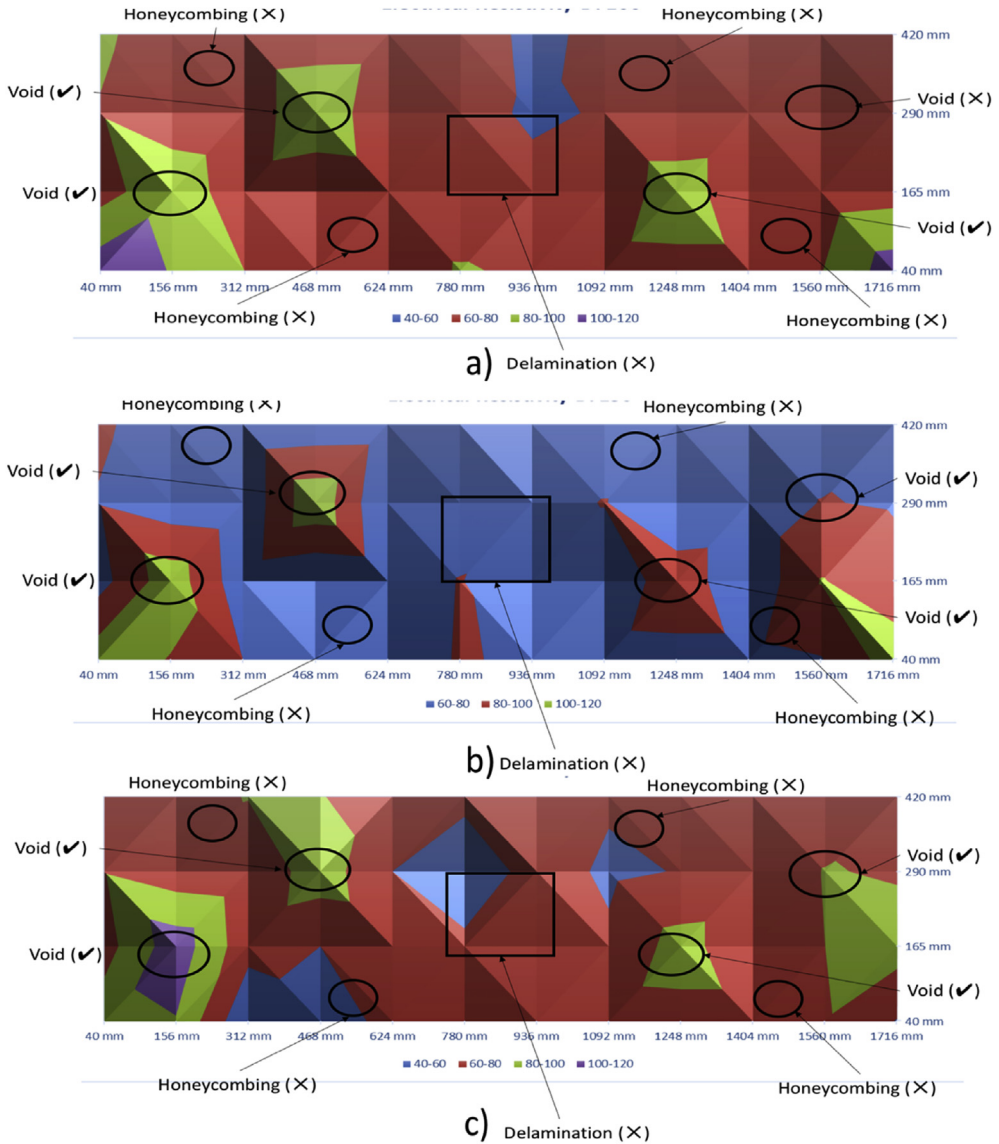 Honeycombing (✕)
Honeycombing (✕)
420 mm
Void (✔)
Void (✕)
290 mm
Void (✔)
165 mm
Void (✔)
40 mm
40 mm 156 mm 312 mm 468 mm 624 mm 780 mm 936 mm 1092 mm 1248 mm 1404 mm 1560 mm 1716 mm
Honeycombing (✕)
40-60 60-80 80-100 100-120
Honeycombing (✕)
a)
Delamination (✕)
Honeycombing (✕)
Honeycombing (✕)
420 mm
Void (✔)
Void (✔)
290 mm
Void (✔)
165 mm
Void (✔)
40 mm
40 mm 156 mm 312 mm 468 mm 624 mm 780 mm 936 mm 1092 mm 1248 mm 1404 mm 1560 mm 1716 mm
60-80 80-100 100-120
Honeycombing (✕)
Honeycombing (✕)
b)
Delamination (✕)
Honeycombing (✕)
Honeycombing (✕)
420 mm
Void (✔)
Void (✔)
290 mm
Void (✔)
165 mm
Void (✔)
40 mm
40 mm 156 mm 312 mm 468 mm 624 mm 780 mm 936 mm 1092 mm 1248 mm 1404 mm 1560 mm 1716 mm
40-60 60-80 80-100 100-120
Honeycombing (✕)
Honeycombing (✕)
c)
Delamination (✕)